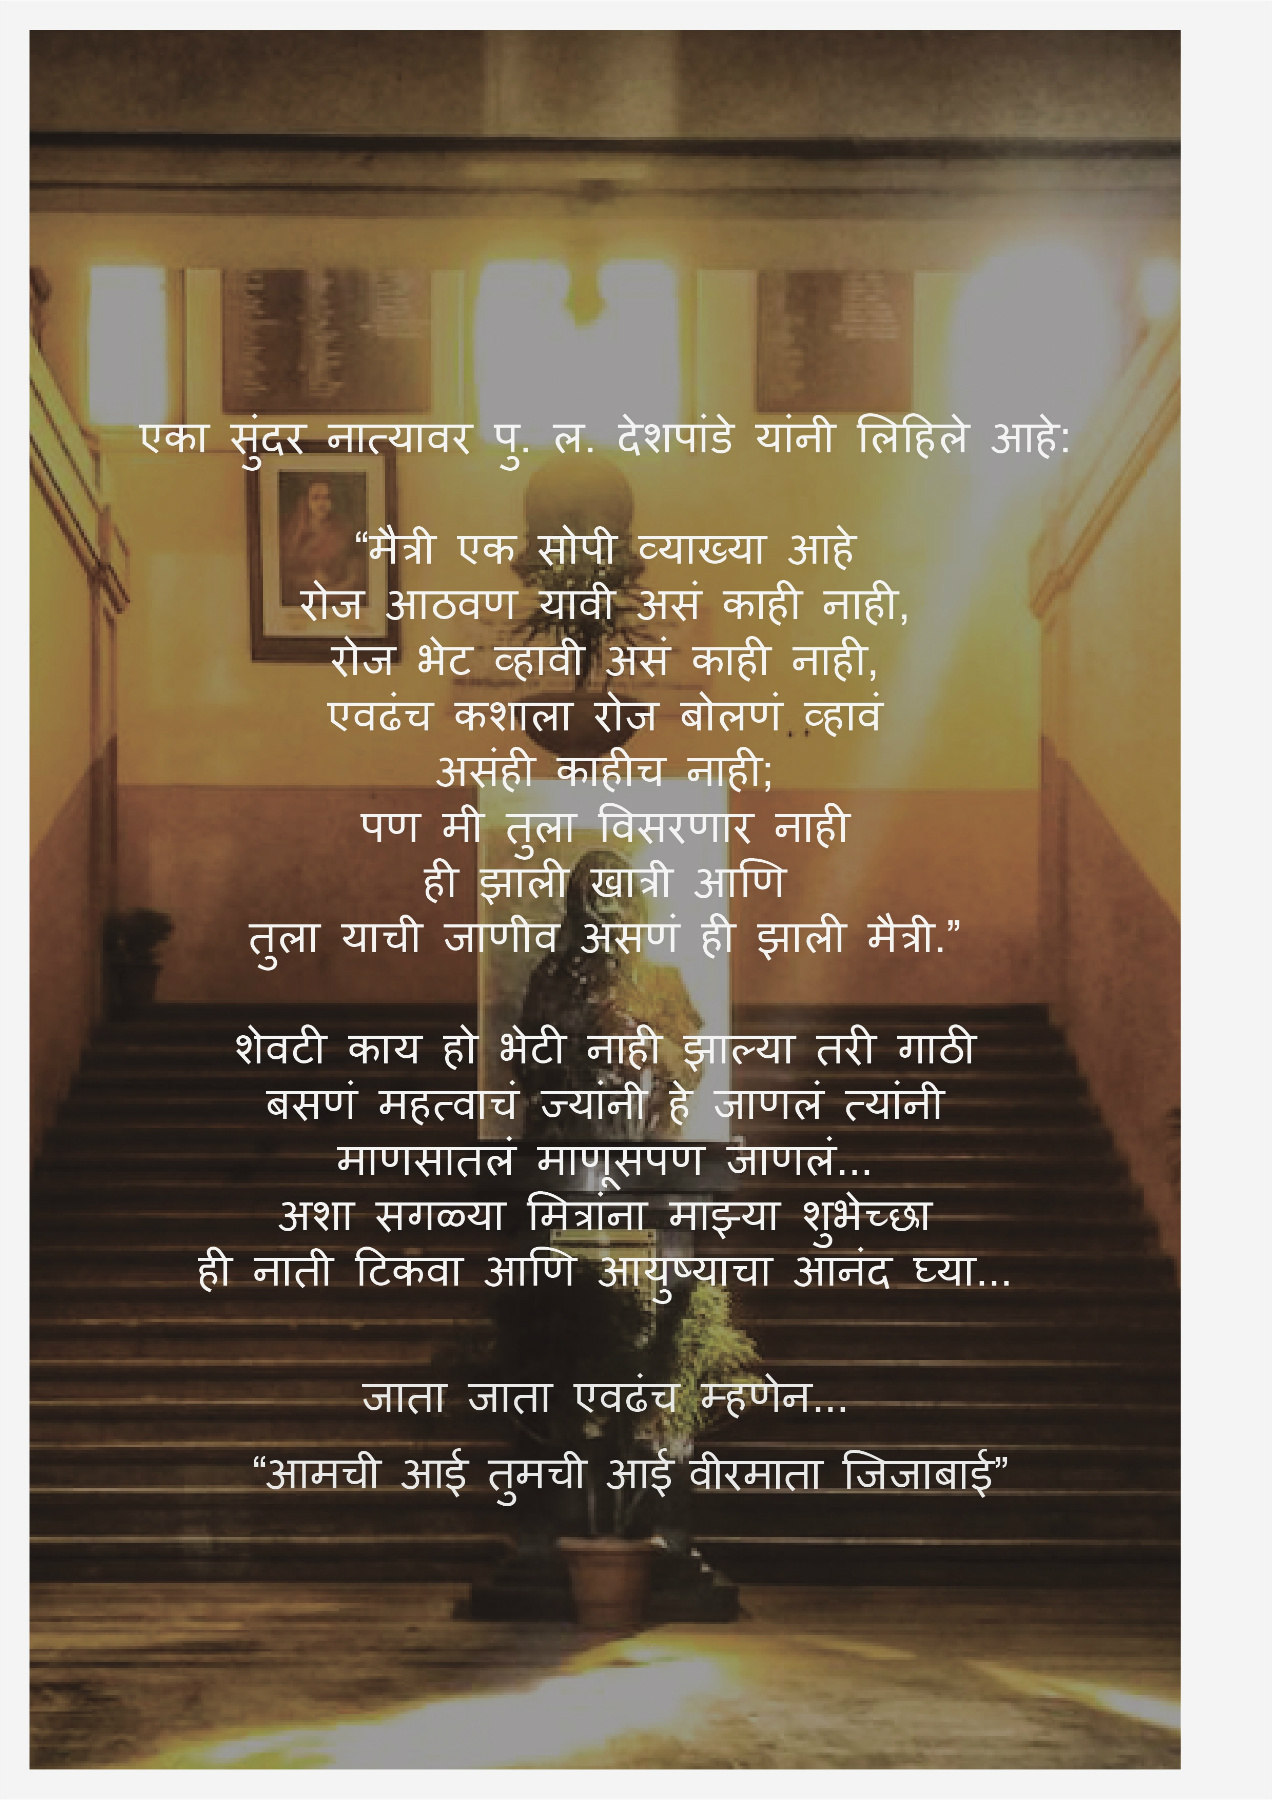 एका सुंदर नात्यावर पु. ल. देशपांडे यांनी लिहिले आहे:
“मैत्री एक सोपी व्याख्या आहे
रोज आठवण यावी असं काही नाही,
रोज भेट व्हावी असं काही नाही,
एवढंच कशाला रोज बोलणं व्हावं
असंही काहीच नाही;
पण मी तुला विसरणार नाही
ही झाली खात्री आणि
तुला याची जाणीव असणं ही झाली मैत्री.”
शेवटी काय हो भेटी नाही झाल्या तरी गाठी
बसणं महत्वाचं ज्यांनी हे जाणलं त्यांनी
माणसातलं माणूसपण जाणलं...
अशा सगळ्या मित्रांना माझ्या शुभेच्छा
ही नाती टिकवा आणि आयुष्याचा आनंद घ्या...
जाता जाता एवढंच म्हणेन...
“आमची आई तुमची आई वीरमाता जिजाबाई”